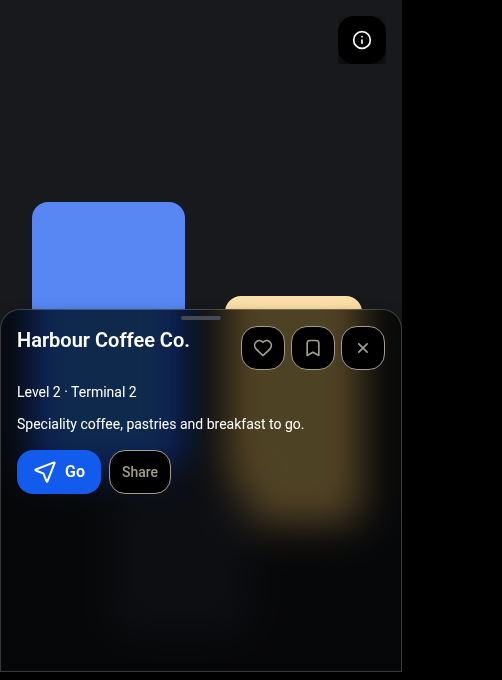 Harbour Coffee Co.
Level 2 · Terminal 2
Speciality coffee, pastries and breakfast to go.
Go
Share